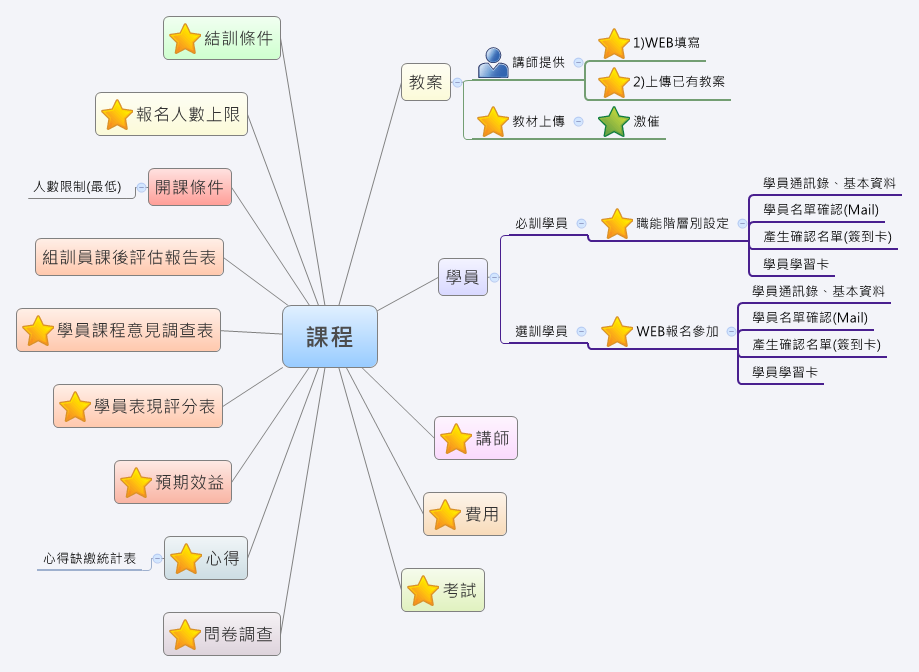 課程
教案
講師提供
1)WEB填寫
2)上傳已有教案
教材上傳
激催
學員
必訓學員
職能階層別設定
學員通訊錄、基本資料
學員名單確認(Mail)
產生確認名單(簽到卡)
學員學習卡
選訓學員
WEB報名參加
學員通訊錄、基本資料
學員名單確認(Mail)
產生確認名單(簽到卡)
學員學習卡
講師
費用
考試
結訓條件
報名人數上限
開課條件
人數限制(最低)
組訓員課後評估報告表
學員課程意見調查表
學員表現評分表
預期效益
心得
心得缺繳統計表
問卷調查